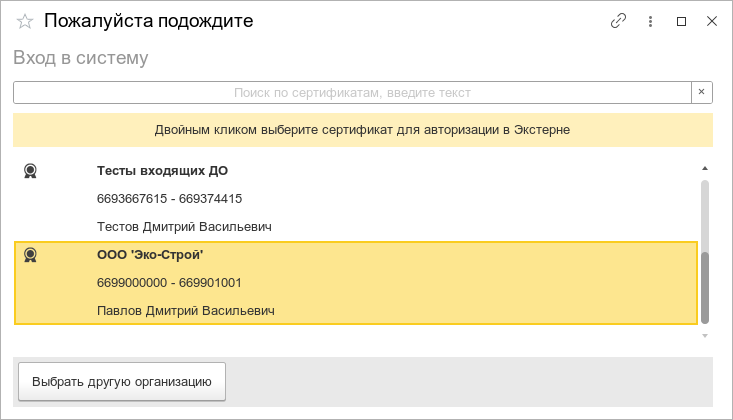 Пожалуйста подождите
Вход в систему
Поиск по сертификатам, введите текст
Двойным кликом выберите сертификат для авторизации в Экстерне
Тесты входящих ДО
6693667615 - 669374415
Тестов Дмитрий Васильевич
ООО 'Эко-Строй'
6699000000 - 669901001
Павлов Дмитрий Васильевич
Выбрать другую организацию